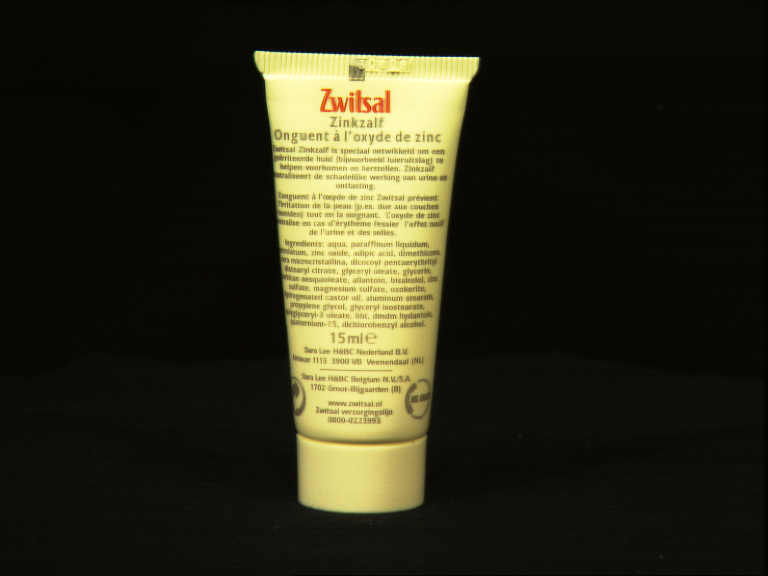 Zwitsal
Zinkzalf
Onguent à l'oxyde de zinc
Zwitsal Zinkzalf is speciaal ontwikkeld om een
geïrriteerde huid (bijvoorbeeld luieruitslag) te
helpen voorkomen en herstellen. Zinkzalf
neutraliseert de schadelijke werking van urine en
ontlasting.
L'onguent à l'oxyde de zinc Zwitsal prévient
l'irritation de la peau (p.ex. due aux couches
humides) tout en la soignant. L'oxyde de zinc
neutralise en cas d'érythème fessier l'effet nocif
de l'urine et des selles.
Ingredients: aqua, paraffinum liquidum,
petrolatum, zinc oxide, adipic acid, dimethicone,
cera microcristallina, dicocoyl pentaerythrityl
distearyl citrate, glyceryl oleate, glycerin,
sorbitan sesquioleate, allantoin, bisabolol, zinc
sulfate, magnesium sulfate, ozokerite,
hydrogenated castor oil, aluminum stearate,
propylene glycol, glyceryl isostearate,
polyglyceryl-3 oleate, bht, dmdm hydantoin,
quaternium-15, dichlorobenzyl alcohol.
15ml℮
Sara Lee H&BC Nederland B.V.
1113 3900 VB Veenendaal (NL)
Sara Lee H&BC Belgium N.V./S.A.
1702 Groot-Bijgaarden (B)
www.zwitsal.nl
Zwitsal verzorgingslijn
0800-0223993